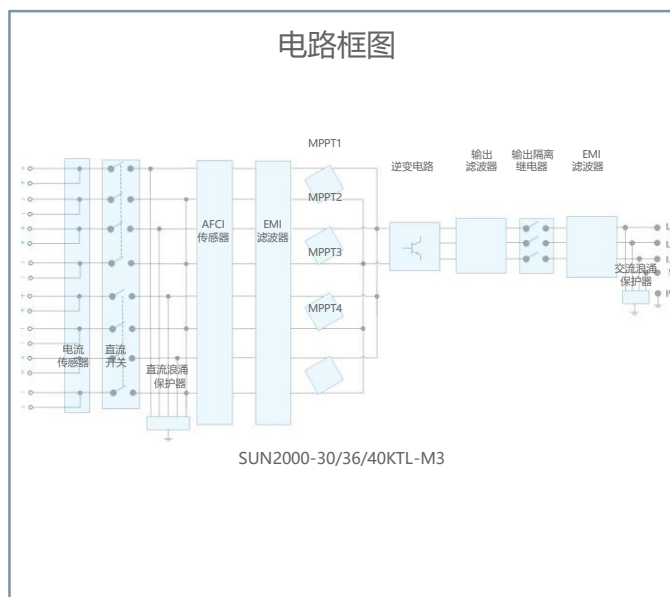 电路框图
MPPT1
MPPT2
MPPT3
MPPT4
逆变电路
输出
滤波器
输出隔离
继电器
EMI
滤波器
AFCI
传感器
EMI
滤波器
电流
传感器
直流
开关
直流浪涌
保护器
交流浪涌
保护器
L
L
SUN2000-30/36/40KTL-M3